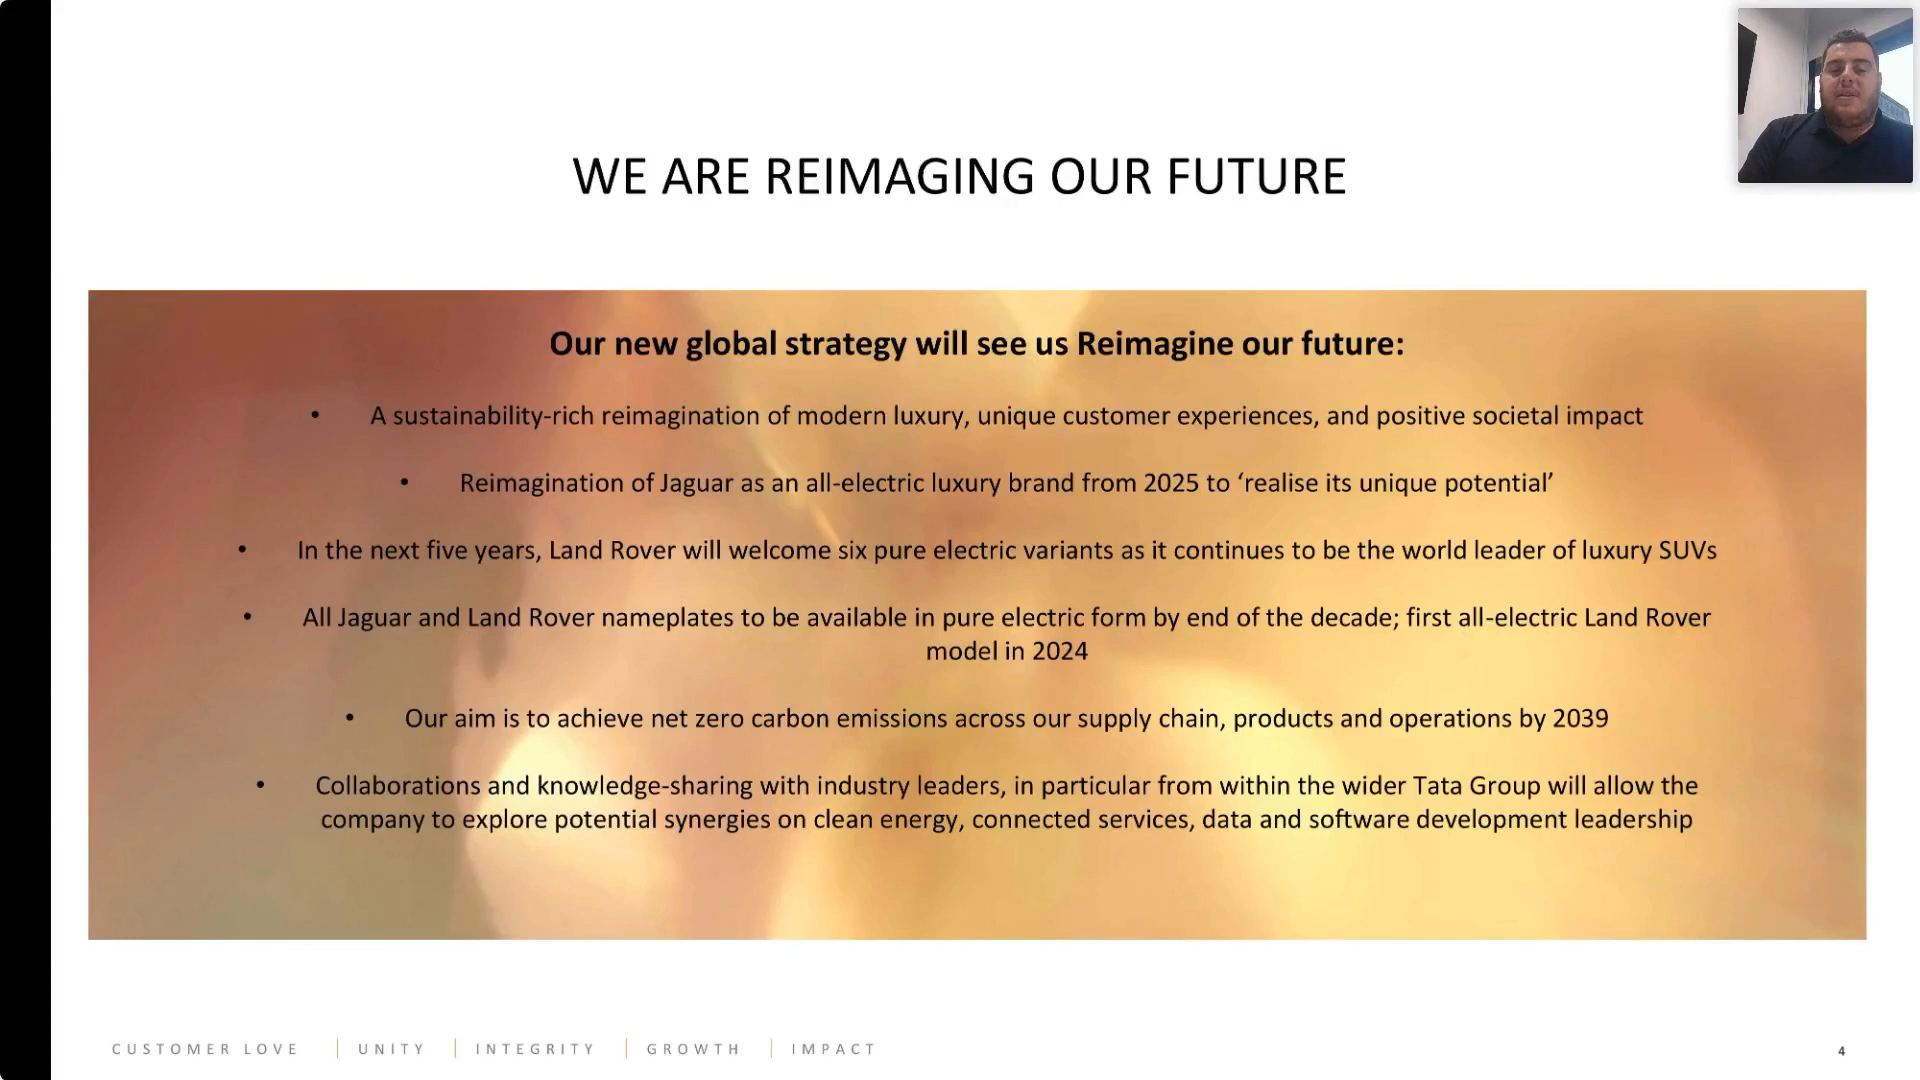 WE ARE REIMAGING OUR FUTURE
Our new global strategy will see us Reimagine our future:
• A sustainability-rich reimagination of modern luxury, unique customer experiences, and positive societal impact
• Reimagination of Jaguar as an all-electric luxury brand from 2025 to ‘realise its unique potential’
• In the next five years, Land Rover will welcome six pure electric variants as it continues to be the world leader of luxury SUVs
• All Jaguar and Land Rover nameplates to be available in pure electric form by end of the decade; first all-electric Land Rover
model in 2024
• Our aim is to achieve net zero carbon emissions across our supply chain, products and operations by 2039
• Collaborations and knowledge-sharing with industry leaders, in particular from within the wider Tata Group will allow the
company to explore potential synergies on clean energy, connected services, data and software development leadership
CUSTOMER LOVE | UNITY | INTEGRITY | GROWTH | IMPACT
4